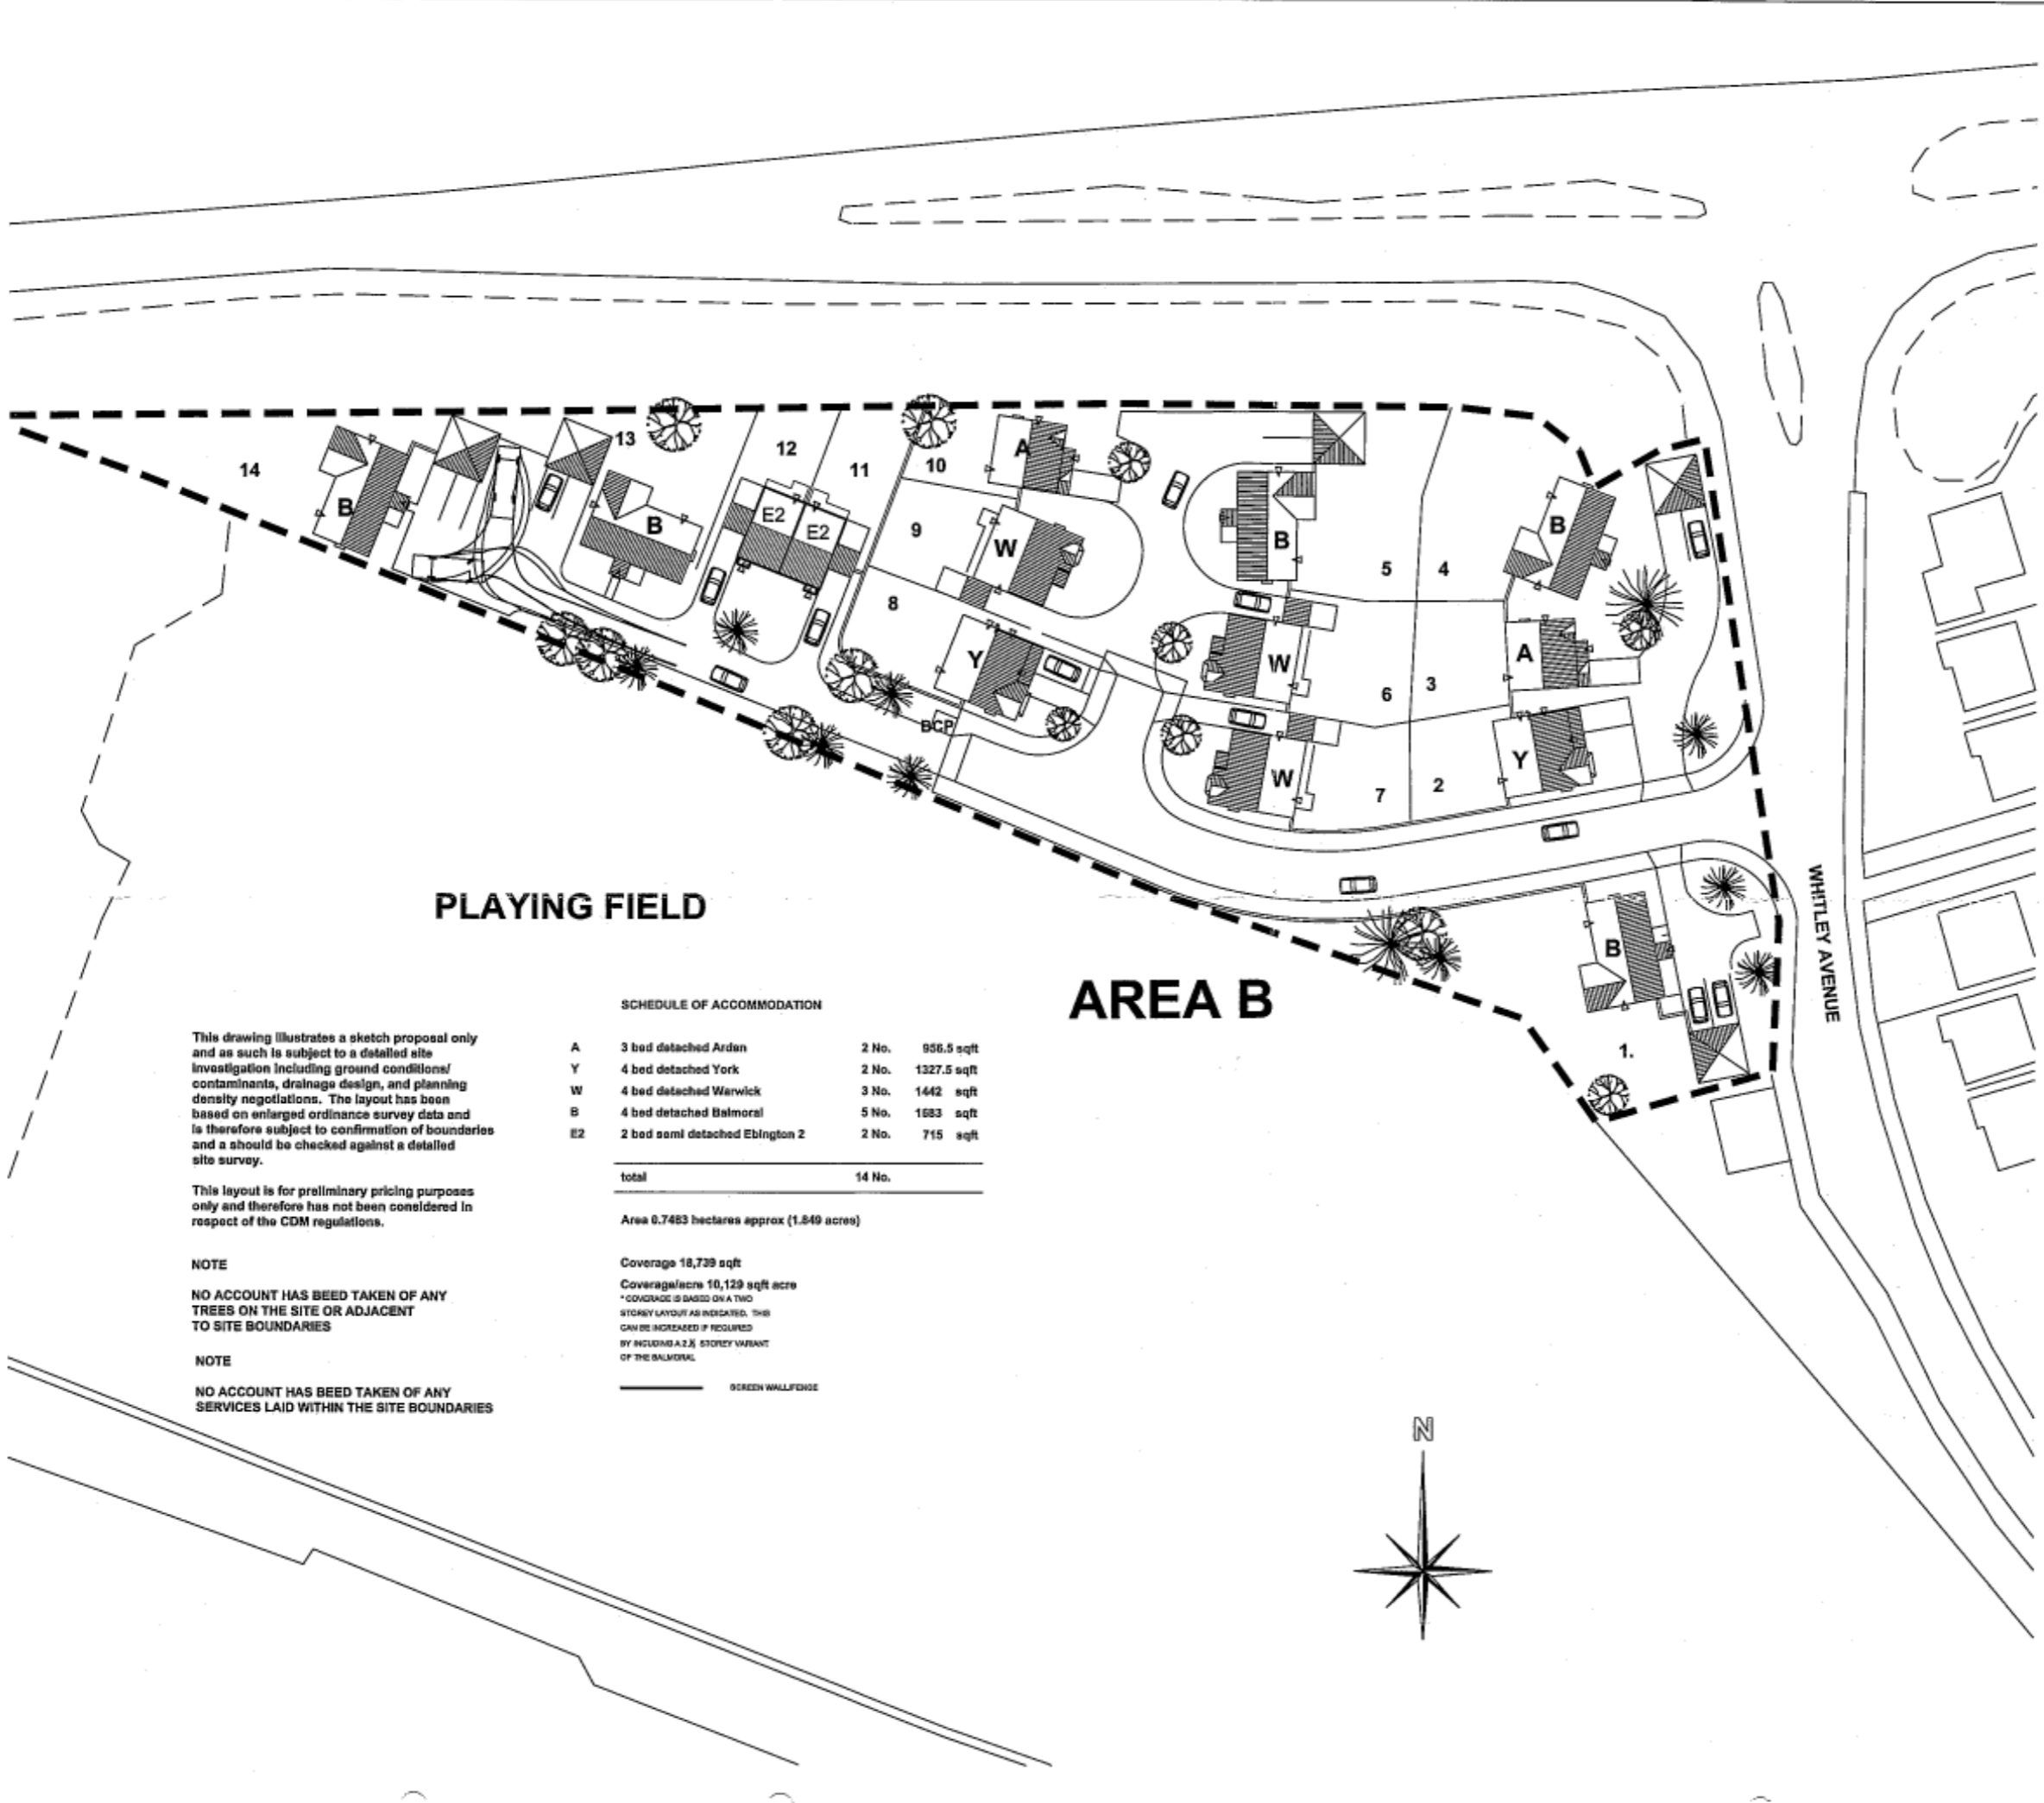 14
13
12
11
10
9
8
5
4
6
3
7
2
1.
B
B
E2
E2
A
W
Y
B
W
W
B
A
Y
B
BCP
PLAYING FIELD
AREA B
WHITLEY AVENUE
This drawing illustrates a sketch proposal only
and as such is subject to a detailed site
investigation including ground conditions/
contaminants, drainage design, and planning
density negotiations. The layout has been
based on enlarged ordinance survey data and
is therefore subject to confirmation of boundaries
and a should be checked against a detailed
site survey.
This layout is for preliminary pricing purposes
only and therefore has not been considered in
respect of the CDM regulations.
NOTE
NO ACCOUNT HAS BEED TAKEN OF ANY
TREES ON THE SITE OR ADJACENT
TO SITE BOUNDARIES
NOTE
NO ACCOUNT HAS BEED TAKEN OF ANY
SERVICES LAID WITHIN THE SITE BOUNDARIES
SCHEDULE OF ACCOMMODATION
A 3 bed detached Arden 2 No. 956.5 sqft
Y 4 bed detached York 2 No. 1327.5 sqft
W 4 bed detached Warwick 3 No. 1442 sqft
B 4 bed detached Balmoral 5 No. 1583 sqft
E2 2 bed semi detached Ebington 2 2 No. 715 sqft
total 14 No.
Area 0.7483 hectares approx (1.849 acres)
Coverage 18,739 sqft
Coverage/acre 10,129 sqft acre
* COVERAGE IS BASED ON A TWO
STOREY LAYOUT AS INDICATED. THIS
CAN BE INCREASED IF REQUIRED
BY INCUDING A 2.½ STOREY VARIANT
OF THE BALMORAL
SCREEN WALL/FENCE
N